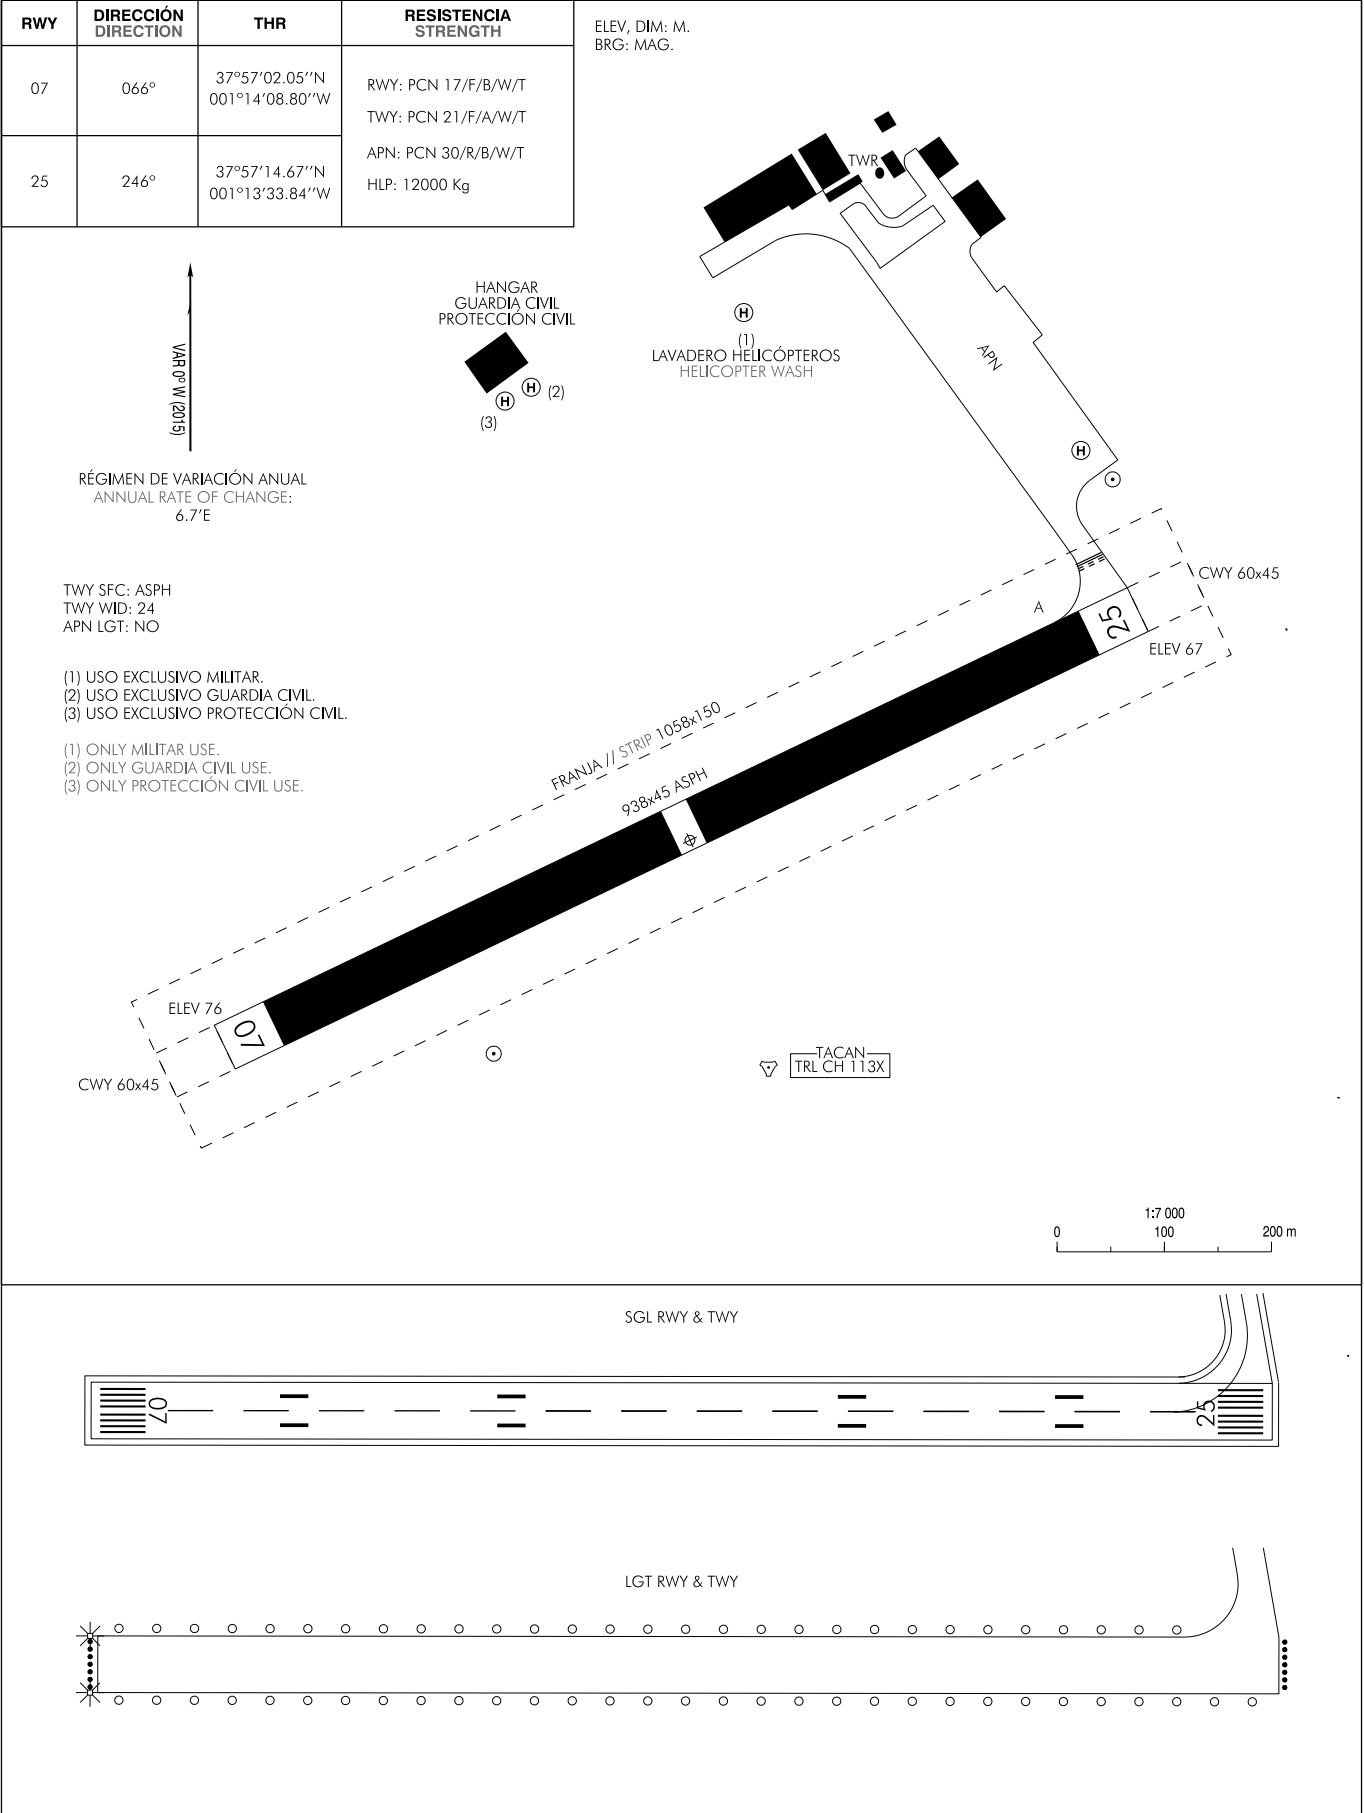 RWY DIRECCIÓN THR RESISTENCIA
DIRECTION STRENGTH
07 066° 37°57'02.05''N
001°14'08.80''W
25 246° 37°57'14.67''N
001°13'33.84''W
RWY: PCN 17/F/B/W/T
TWY: PCN 21/F/A/W/T
APN: PCN 30/R/B/W/T
HLP: 12000 Kg
ELEV, DIM: M.
BRG: MAG.
TWR
HANGAR
GUARDIA CIVIL
PROTECCIÓN CIVIL
H (2)
H
(3)
H
(1)
LAVADERO HELICÓPTEROS
HELICOPTER WASH
APN
H
VAR 0° W (2015)
RÉGIMEN DE VARIACIÓN ANUAL
ANNUAL RATE OF CHANGE:
6.7'E
TWY SFC: ASPH
TWY WID: 24
APN LGT: NO
(1) USO EXCLUSIVO MILITAR.
(2) USO EXCLUSIVO GUARDIA CIVIL.
(3) USO EXCLUSIVO PROTECCIÓN CIVIL.
(1) ONLY MILITAR USE.
(2) ONLY GUARDIA CIVIL USE.
(3) ONLY PROTECCIÓN CIVIL USE.
CWY 60x45
A
25
ELEV 67
FRANJA // STRIP 1058x150
938x45 ASPH
ELEV 76
07
CWY 60x45
TACAN
TRL CH 113X
1:7 000
0 100 200 m
SGL RWY & TWY
07
25
LGT RWY & TWY